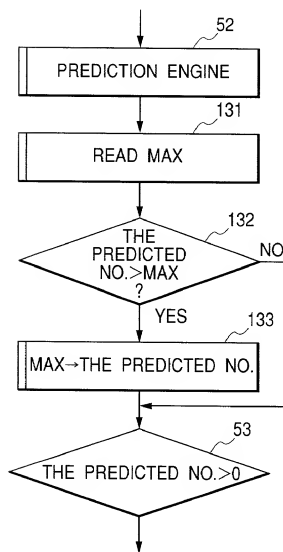 52
PREDICTION ENGINE
131
READ MAX
132
THE
PREDICTED
NO.>MAX
?
NO
YES
133
MAX→THE PREDICTED NO.
53
THE PREDICTED NO.>0